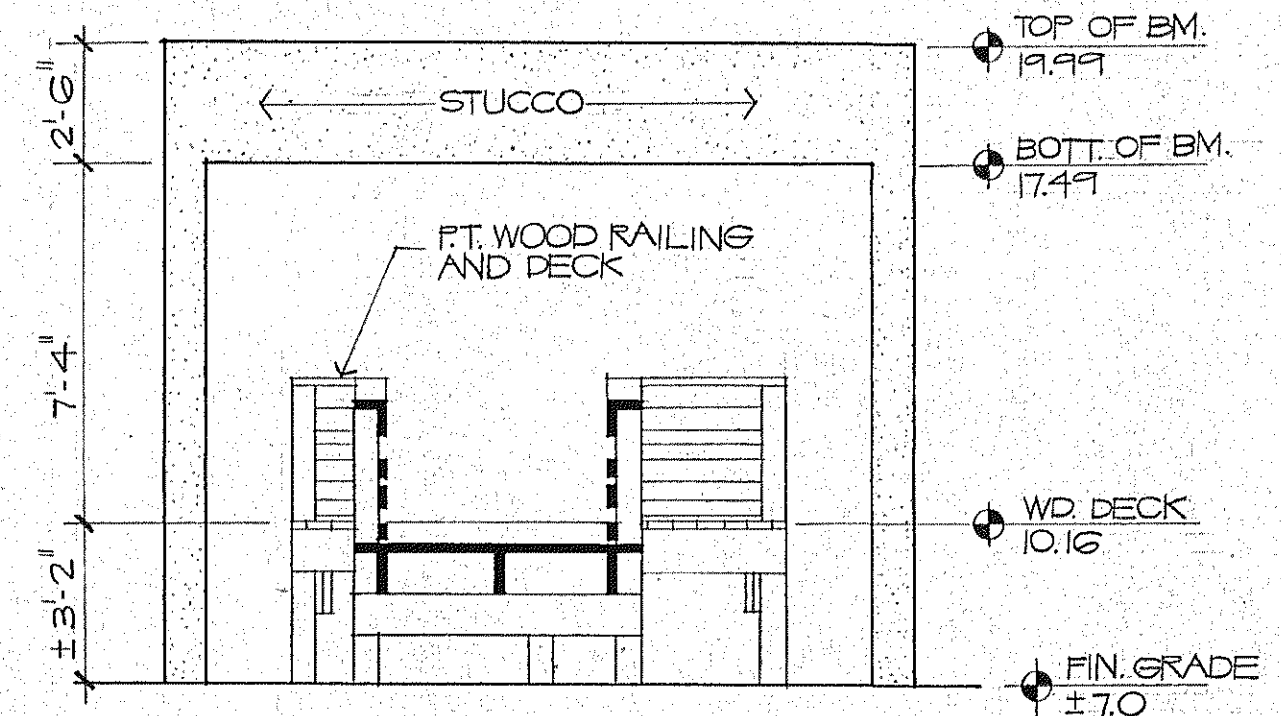 TOP OF BM.
19.99
2'-6"
STUCCO
BOTT. OF BM.
17.49
P.T. WOOD RAILING
AND DECK
7'-4"
WD. DECK
10.16
±3'-2"
FIN. GRADE
±7.0